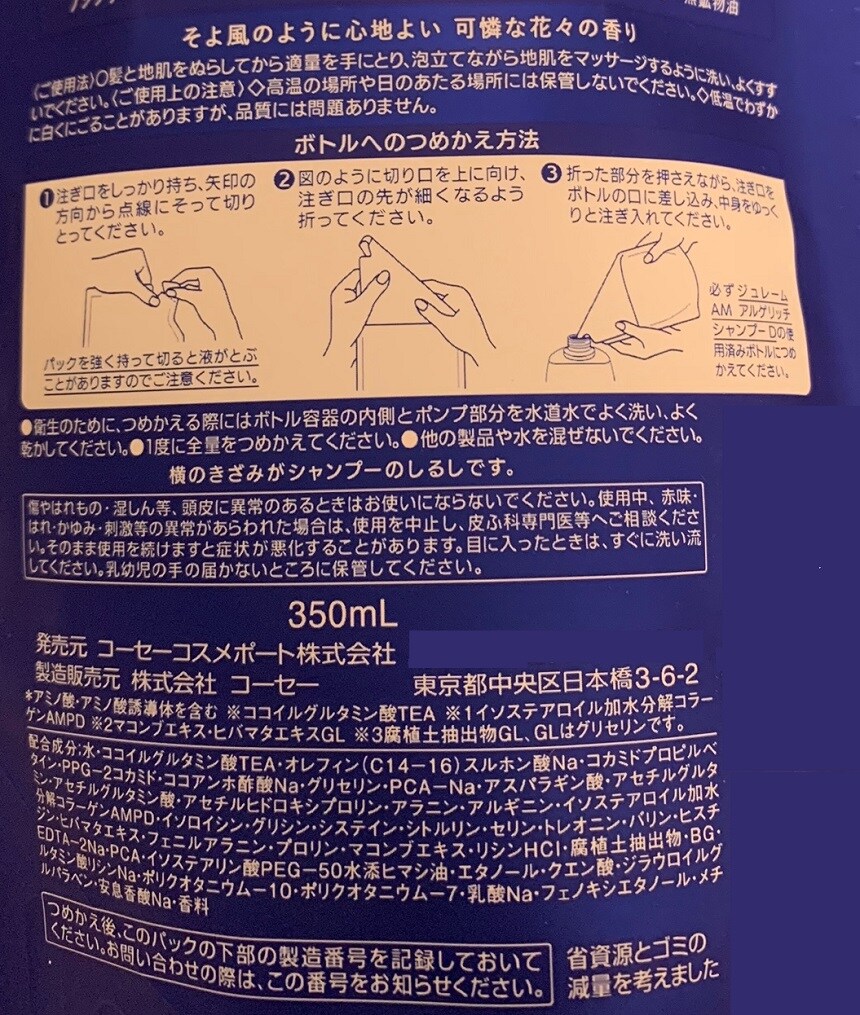 無鉱物油
そよ風のように心地よい 可憐な花々の香り
〈ご使用法〉○髪と地肌をぬらしてから適量を手にとり、泡立てながら地肌をマッサージするように洗い、よくすす
いでください。〈ご使用上の注意〉◇高温の場所や日のあたる場所には保管しないでください。◇低温でわずか
に白くにごることがありますが、品質には問題ありません。
ボトルへのつめかえ方法
❶注ぎ口をしっかり持ち、矢印の
方向から点線にそって切り
とってください。
パックを強く持って切ると液がとぶ
ことがありますのでご注意ください。
❷図のように切り口を上に向け、
注ぎ口の先が細くなるよう
折ってください。
❸折った部分を押さえながら、注ぎ口を
ボトルの口に差し込み、中身をゆっく
りと注ぎ入れてください。
必ずジュレーム
AM アルゲリッチ
シャンプーDの使
用済みボトルにつめ
かえてください。
●衛生のために、つめかえる際にはボトル容器の内側とポンプ部分を水道水でよく洗い、よく
乾かしてください。●1度に全量をつめかえてください。●他の製品や水を混ぜないでください。
横のきざみがシャンプーのしるしです。
傷やはれもの・湿しん等、頭皮に異常のあるときはお使いにならないでください。使用中、赤味・
はれ・かゆみ・刺激等の異常があらわれた場合は、使用を中止し、皮ふ科専門医等へご相談くださ
い。そのまま使用を続けますと症状が悪化することがあります。目に入ったときは、すぐに洗い流
してください。乳幼児の手の届かないところに保管してください。
350mL
発売元 コーセーコスメポート株式会社
製造販売元 株式会社 コーセー 東京都中央区日本橋3-6-2
*アミノ酸・アミノ酸誘導体を含む ※ココイルグルタミン酸TEA ※1イソステアロイル加水分解コラー
ゲンAMPD ※2マコンブエキス・ヒバマタエキスGL ※3腐植土抽出物GL、GLはグリセリンです。
配合成分;水・ココイルグルタミン酸TEA・オレフィン(C14-16)スルホン酸Na・コカミドプロピルベ
タイン・PPG-2コカミド・ココアンホ酢酸Na・グリセリン・PCA-Na・アスパラギン酸・アセチルグルタ
ミン・アセチルグルタミン酸・アセチルヒドロキシプロリン・アラニン・アルギニン・イソステアロイル加水
分解コラーゲンAMPD・イソロイシン・グリシン・システイン・シトルリン・セリン・トレオニン・バリン・ヒスチ
ジン・ヒバマタエキス・フェニルアラニン・プロリン・マコンブエキス・リシンHCl・腐植土抽出物・BG・
EDTA-2Na・PCA・イソステアリン酸PEG-50水添ヒマシ油・エタノール・クエン酸・ジラウロイルグ
ルタミン酸リシンNa・ポリクオタニウム-10・ポリクオタニウム-7・乳酸Na・フェノキシエタノール・メチ
ルパラベン・安息香酸Na・香料
つめかえ後、このパックの下部の製造番号を記録しておいて
ください。お問い合わせの際は、この番号をお知らせください。
省資源とゴミの
減量を考えました